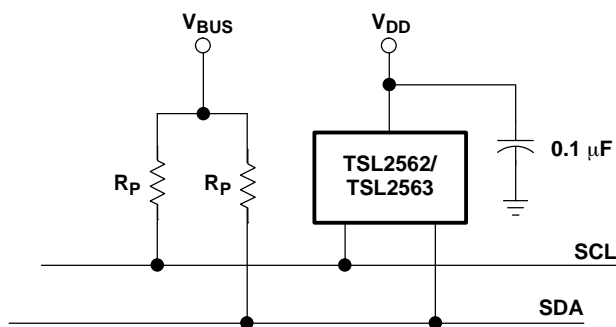 VBUS
VDD
RP
RP
TSL2562/
TSL2563
0.1 μF
SCL
SDA